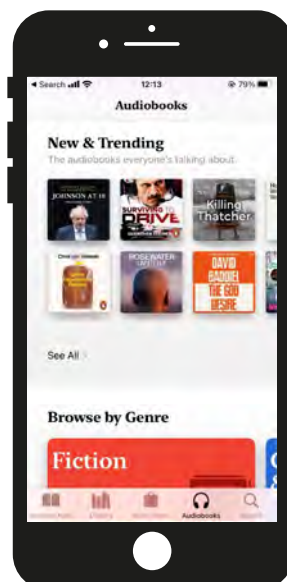 Search 12:13 79%
Audiobooks
New & Trending
The audiobooks everyone's talking about.
JOHNSON AT 10
SURVIVING TO
DRIVE
Killing
Thatcher
ROSEWATER
DAVID
BADDIEL
THE GOD
DESIRE
See All
Browse by Genre
Fiction
Audiobooks